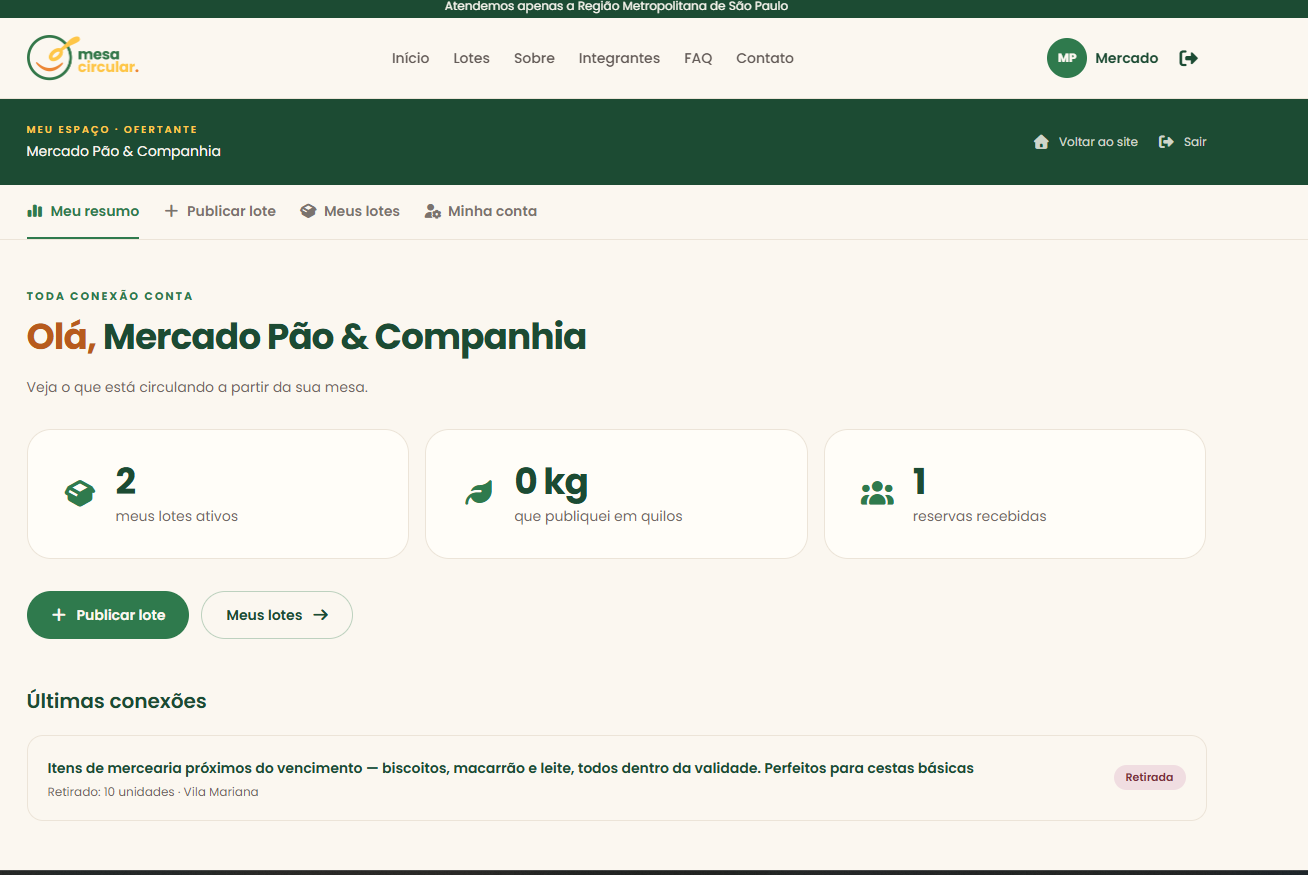 Atendemos apenas a Região Metropolitana de São Paulo
mesa
circular.
Início Lotes Sobre Integrantes FAQ Contato
MP Mercado
MEU ESPAÇO · OFERTANTE
Mercado Pão & Companhia
Voltar ao site Sair
Meu resumo Publicar lote Meus lotes Minha conta
TODA CONEXÃO CONTA
Olá, Mercado Pão & Companhia
Veja o que está circulando a partir da sua mesa.
2
meus lotes ativos
0 kg
que publiquei em quilos
1
reservas recebidas
Publicar lote Meus lotes →
Últimas conexões
Itens de mercearia próximos do vencimento — biscoitos, macarrão e leite, todos dentro da validade. Perfeitos para cestas básicas
Retirado: 10 unidades · Vila Mariana
Retirada